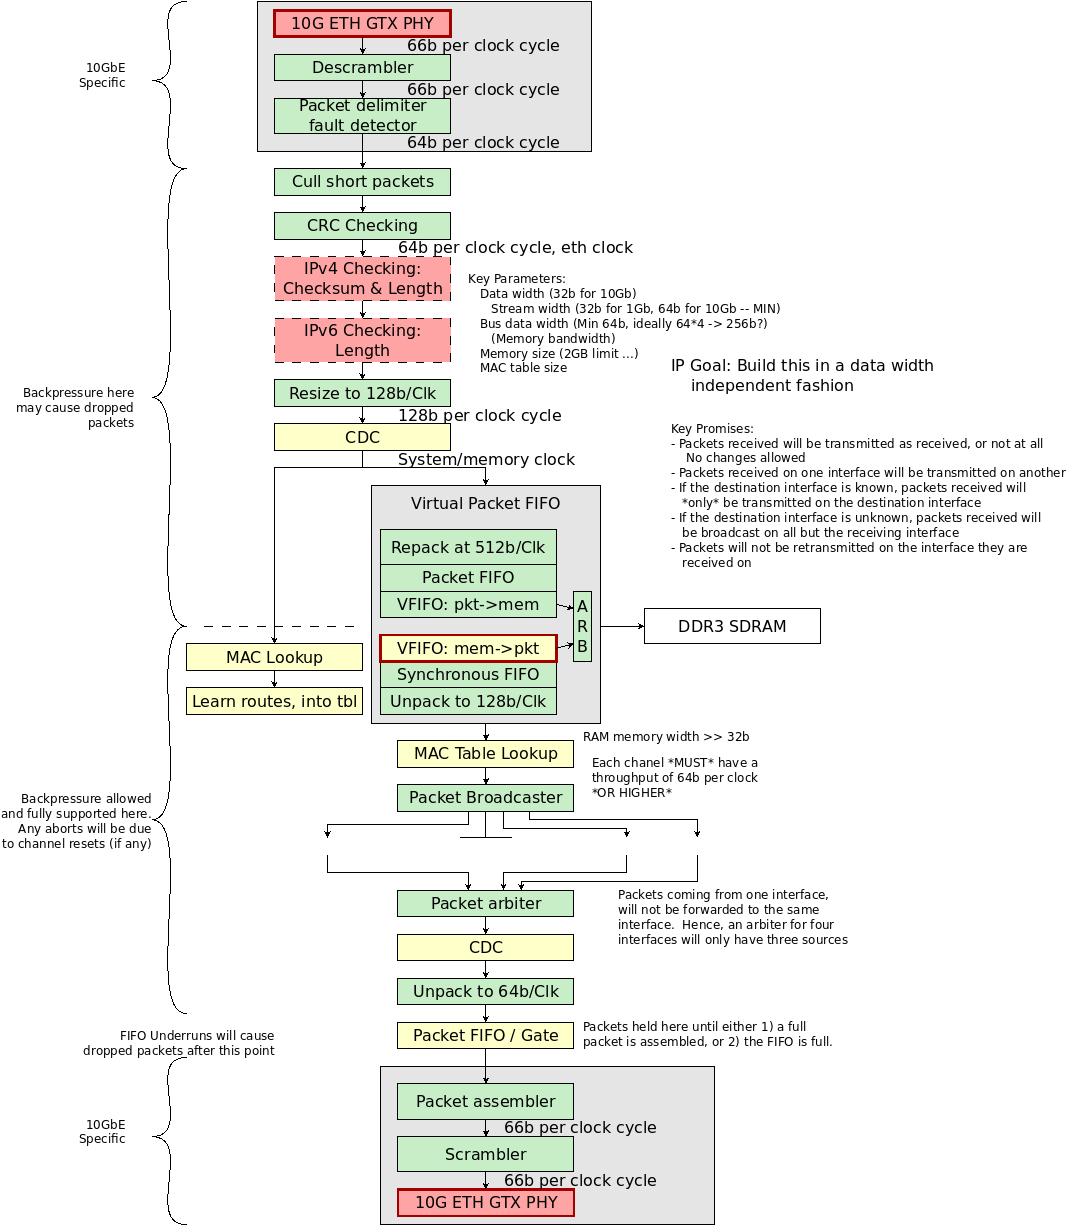 10G ETH GTX PHY
66b per clock cycle
Descrambler
66b per clock cycle
Packet delimiter
fault detector
64b per clock cycle
10GbE
Specific
Cull short packets
CRC Checking
64b per clock cycle, eth clock
IPv4 Checking:
Checksum & Length
IPv6 Checking:
Length
Resize to 128b/Clk
128b per clock cycle
CDC
System/memory clock
Key Parameters:
Data width (32b for 10Gb)
Stream width (32b for 1Gb, 64b for 10Gb -- MIN)
Bus data width (Min 64b, ideally 64*4 -> 256b?)
(Memory bandwidth)
Memory size (2GB limit ...)
MAC table size
IP Goal: Build this in a data width
independent fashion
Key Promises:
- Packets received will be transmitted as received, or not at all
No changes allowed
- Packets received on one interface will be transmitted on another
- If the destination interface is known, packets received will
*only* be transmitted on the destination interface
- If the destination interface is unknown, packets received will
be broadcast on all but the receiving interface
- Packets will not be retransmitted on the interface they are
received on
Backpressure here
may cause dropped
packets
Virtual Packet FIFO
Repack at 512b/Clk
Packet FIFO
VFIFO: pkt->mem
VFIFO: mem->pkt
Synchronous FIFO
Unpack to 128b/Clk
A
R
B
DDR3 SDRAM
MAC Lookup
Learn routes, into tbl
MAC Table Lookup
RAM memory width >> 32b
Each chanel *MUST* have a
throughput of 64b per clock
*OR HIGHER*
Packet Broadcaster
Backpressure allowed
and fully supported here.
Any aborts will be due
to channel resets (if any)
Packet arbiter
Packets coming from one interface,
will not be forwarded to the same
interface.  Hence, an arbiter for four
interfaces will only have three sources
CDC
Unpack to 64b/Clk
Packet FIFO / Gate
Packets held here until either 1) a full
packet is assembled, or 2) the FIFO is full.
FIFO Underruns will cause
dropped packets after this point
Packet assembler
66b per clock cycle
Scrambler
66b per clock cycle
10G ETH GTX PHY
10GbE
Specific